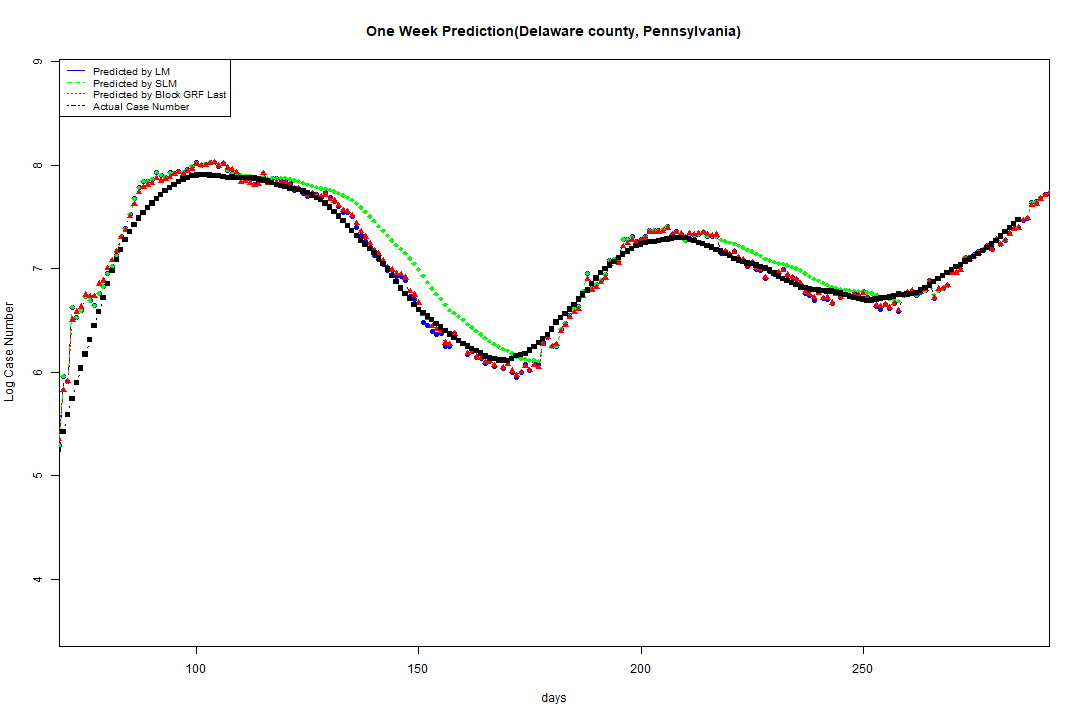 One Week Prediction(Delaware county, Pennsylvania)
Predicted by LM
Predicted by SLM
Predicted by Block GRF Last
Actual Case Number
9
8
7
6
5
4
Log Case Number
100 150 200 250
days